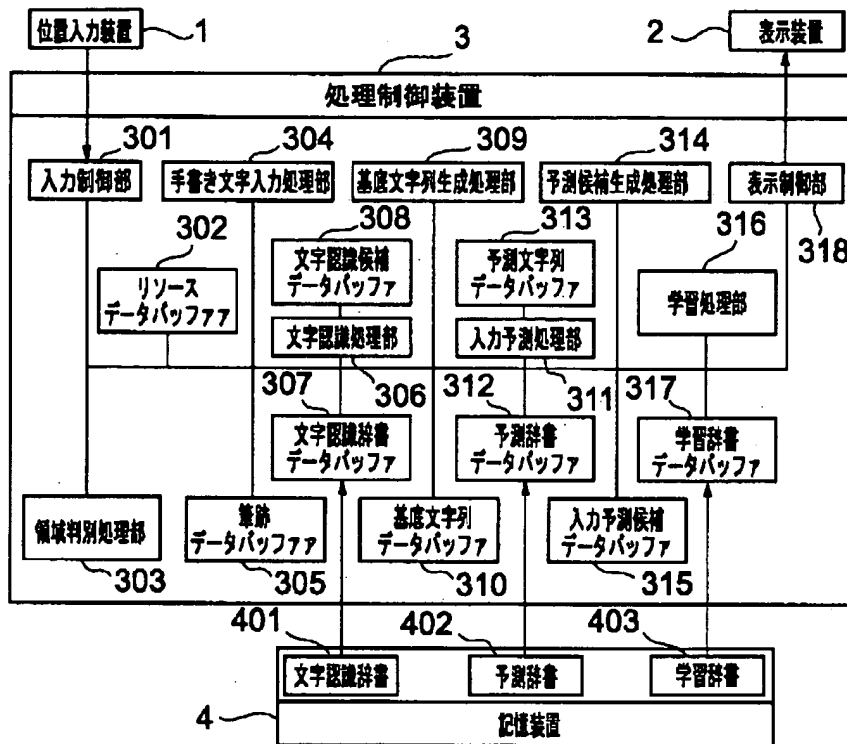 位置入力装置
1
2
表示装置
3
処理制御装置
301
304
309
314
入力制御部
手書き文字入力処理部
基底文字列生成処理部
予測候補生成処理部
表示制御部
318
302
308
313
316
リソース
データバッファァ
文字認識候補
データバッファ
予測文字列
データバッファ
学習処理部
文字認識処理部
入力予測処理部
307
306
312
311
317
文字認識辞書
データバッファ
予測辞書
データバッファ
学習辞書
データバッファ
領域判別処理部
筆跡
データバッファァ
基底文字列
データバッファ
入力予測候補
データバッファ
303
305
310
315
401
402
403
文字認識辞書
予測辞書
学習辞書
4
記憶装置